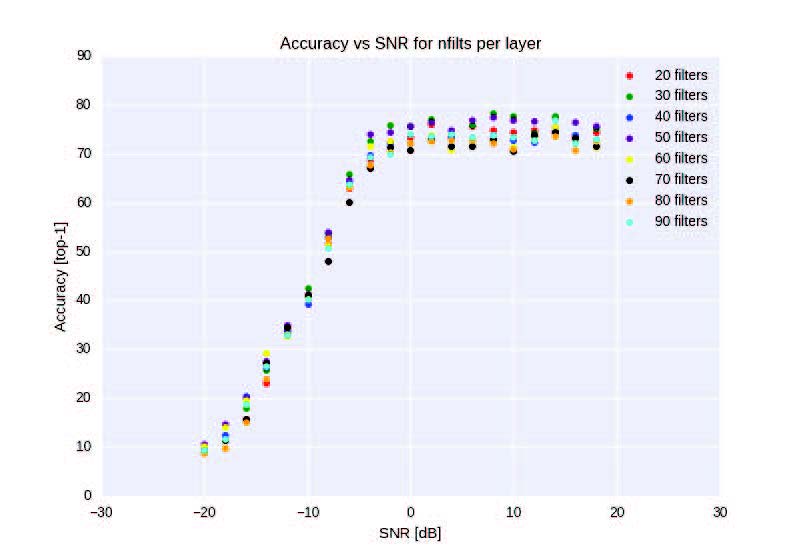 Accuracy vs SNR for nfilts per layer
90
80
70
60
50
40
30
20
10
0
Accuracy [top-1]
20 filters
30 filters
40 filters
50 filters
60 filters
70 filters
80 filters
90 filters
−30 −20 −10 0 10 20 30
SNR [dB]